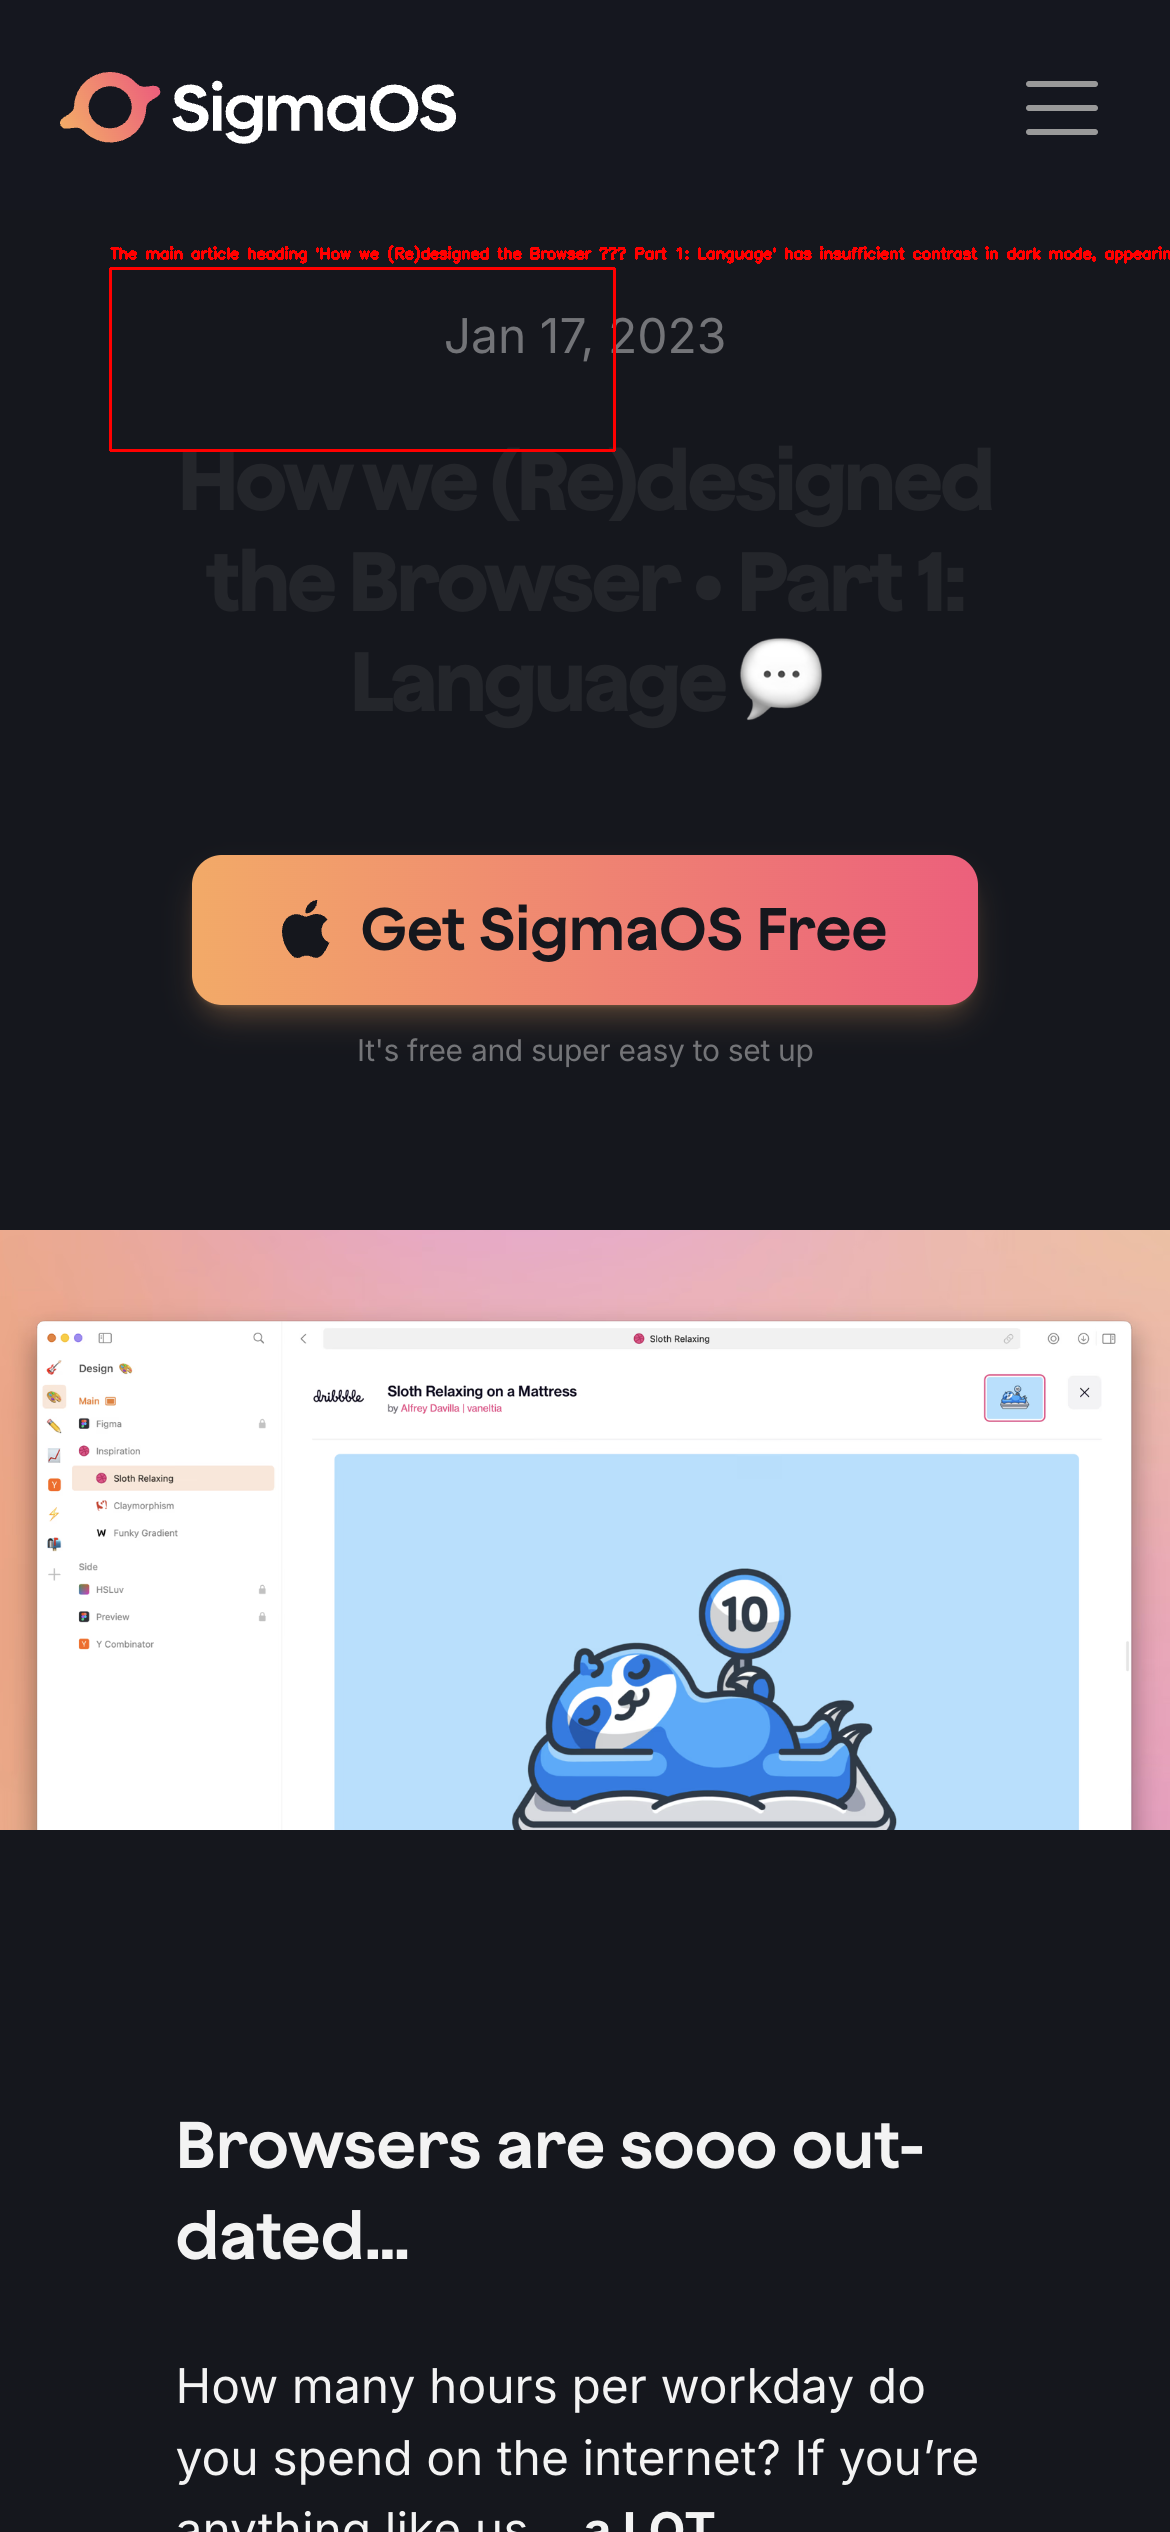 SigmaOS
The main article heading 'How we (Re)designed the Browser ??? Part 1: Language' has insufficient contrast in dark mode, appearin
Jan 17, 2023
How we (Re)designed
the Browser • Part 1:
Language 💬
Get SigmaOS Free
It's free and super easy to set up
Sloth Relaxing
Design 🎨
Main
Figma
Inspiration
Sloth Relaxing
Claymorphism
Funky Gradient
Side
HSLuv
Preview
Y Combinator
dribbble
Sloth Relaxing on a Mattress
by Alfrey Davilla | vaneltia
10
Browsers are sooo out-
dated...
How many hours per workday do
you spend on the internet? If you’re
anything like us... a LOT